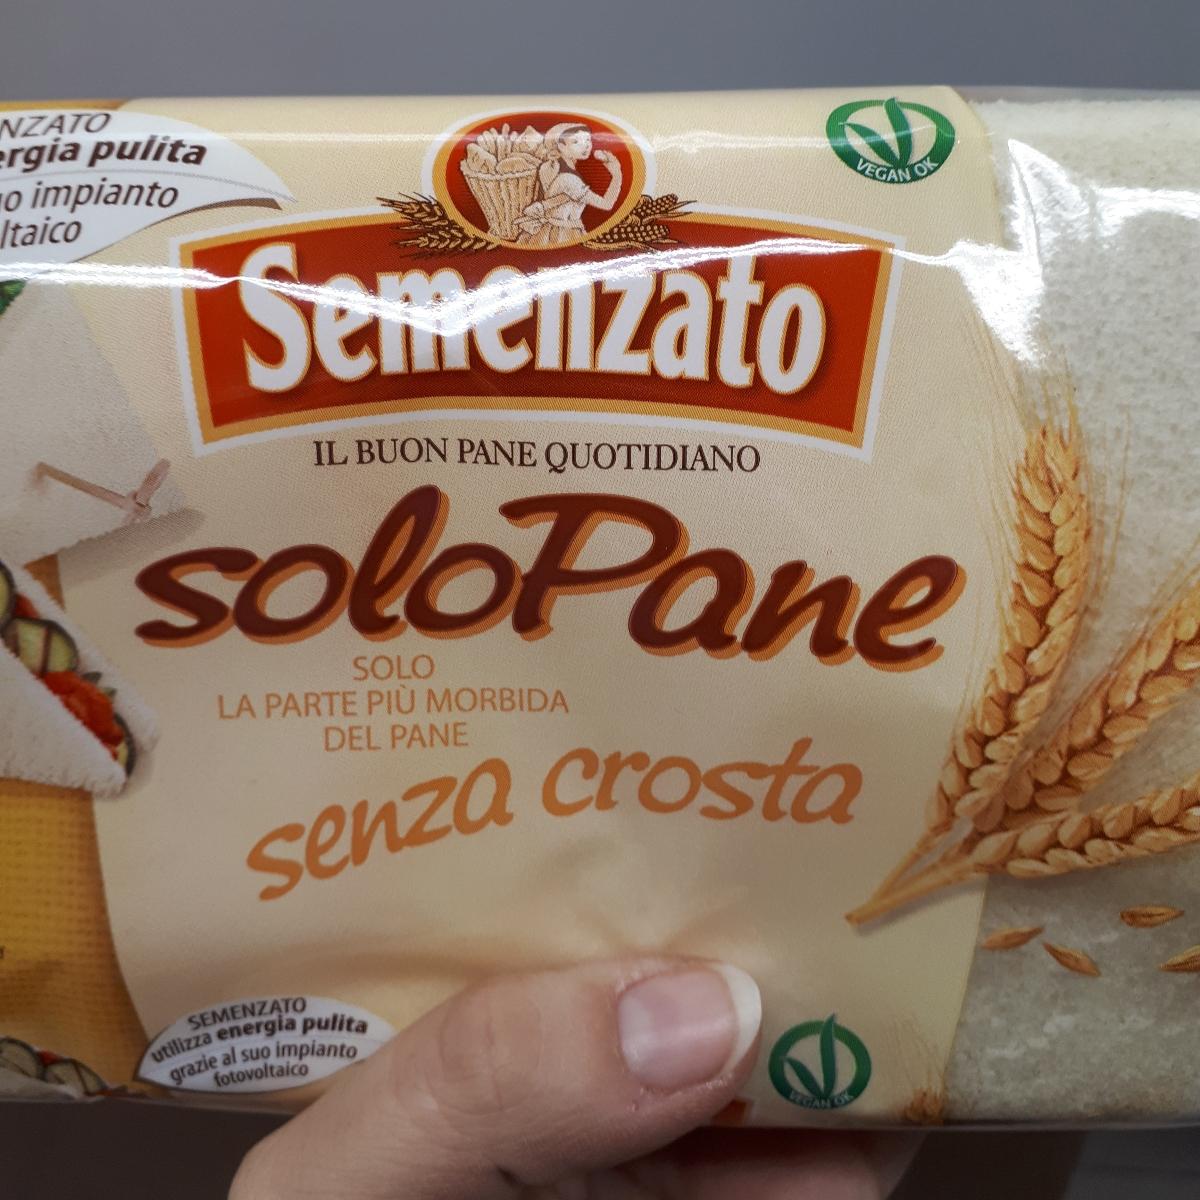 NZATO
ergia pulita
uo impianto
ltaico
VEGAN OK
Semenzato
IL BUON PANE QUOTIDIANO
soloPane
SOLO
LA PARTE PIÙ MORBIDA
DEL PANE
senza crosta
SEMENZATO
utilizza energia pulita
grazie al suo impianto
fotovoltaico
VEGAN OK